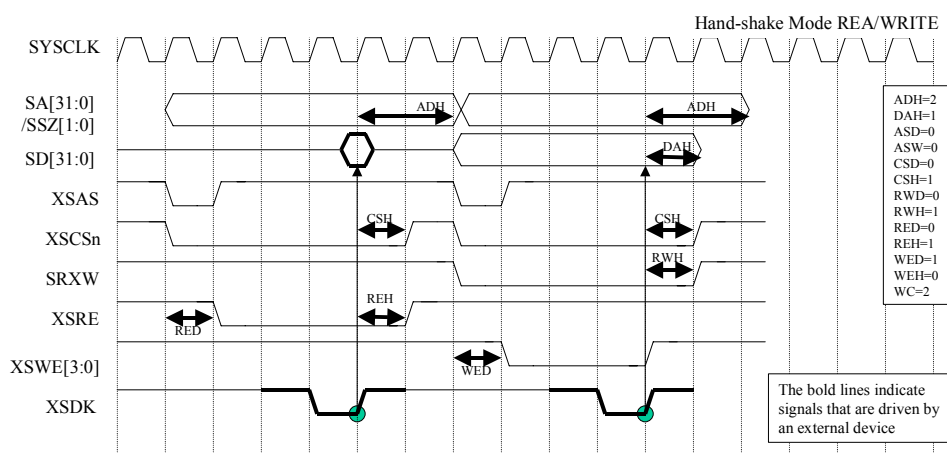 Hand-shake Mode REA/WRITE
SYSCLK
SA[31:0]
/SSZ[1:0]
ADH
ADH
SD[31:0]
DAH
XSAS
XSCSn
CSH
CSH
SRXW
RWH
XSRE
RED
REH
XSWE[3:0]
WED
XSDK
ADH=2
DAH=1
ASD=0
ASW=0
CSD=0
CSH=1
RWD=0
RWH=1
RED=0
REH=1
WED=1
WEH=0
WC=2
The bold lines indicate
signals that are driven by
an external device